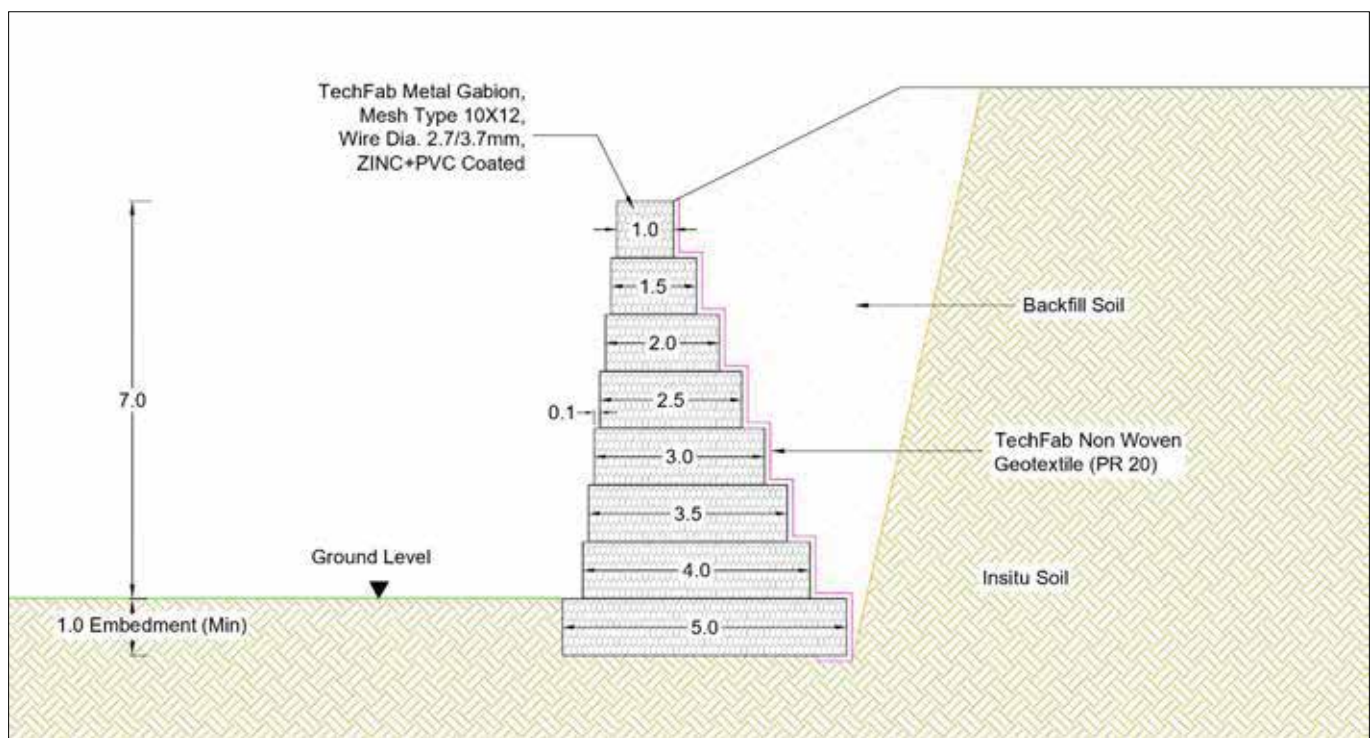 TechFab Metal Gabion,
Mesh Type 10X12,
Wire Dia. 2.7/3.7mm,
ZINC+PVC Coated
1.0
1.5
Backfill Soil
2.0
7.0
2.5
0.1
TechFab Non Woven
Geotextile (PR 20)
3.0
3.5
Ground Level
4.0
Insitu Soil
1.0 Embedment (Min)
5.0